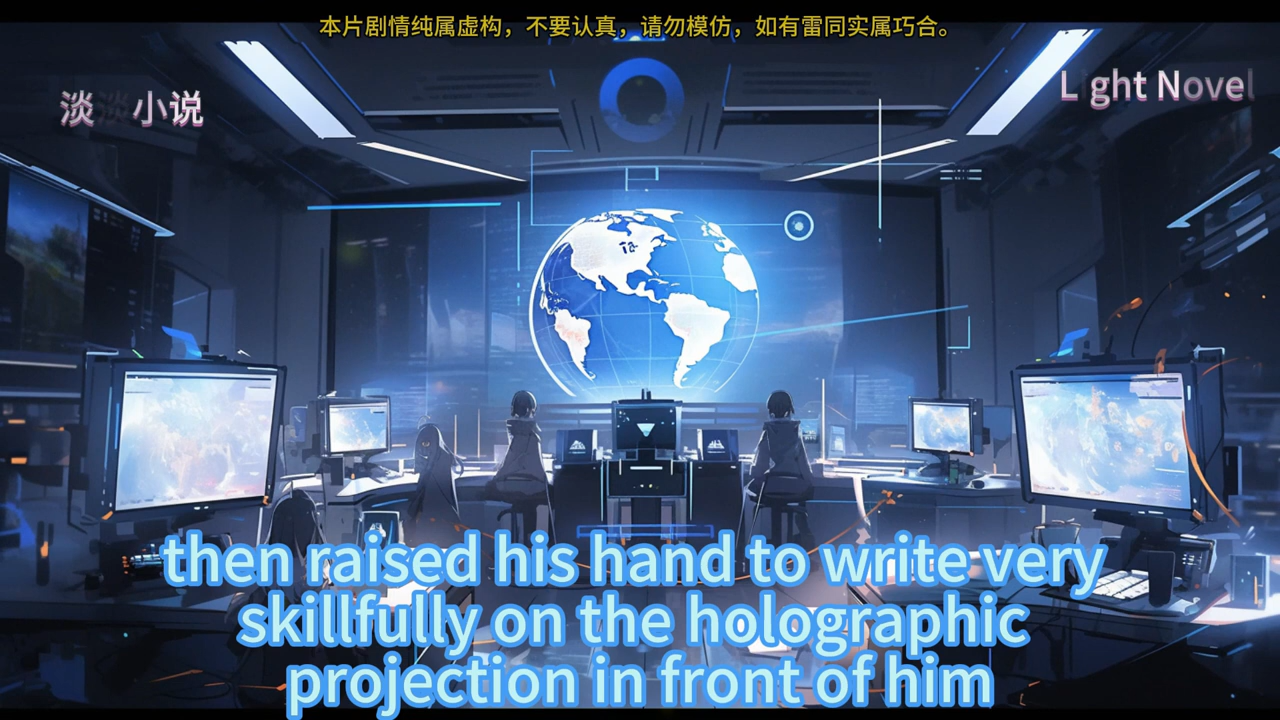 本片剧情纯属虚构，不要认真，请勿模仿，如有雷同实属巧合。
淡淡小说
Light Novel
then raised his hand to write very
skillfully on the holographic
projection in front of him